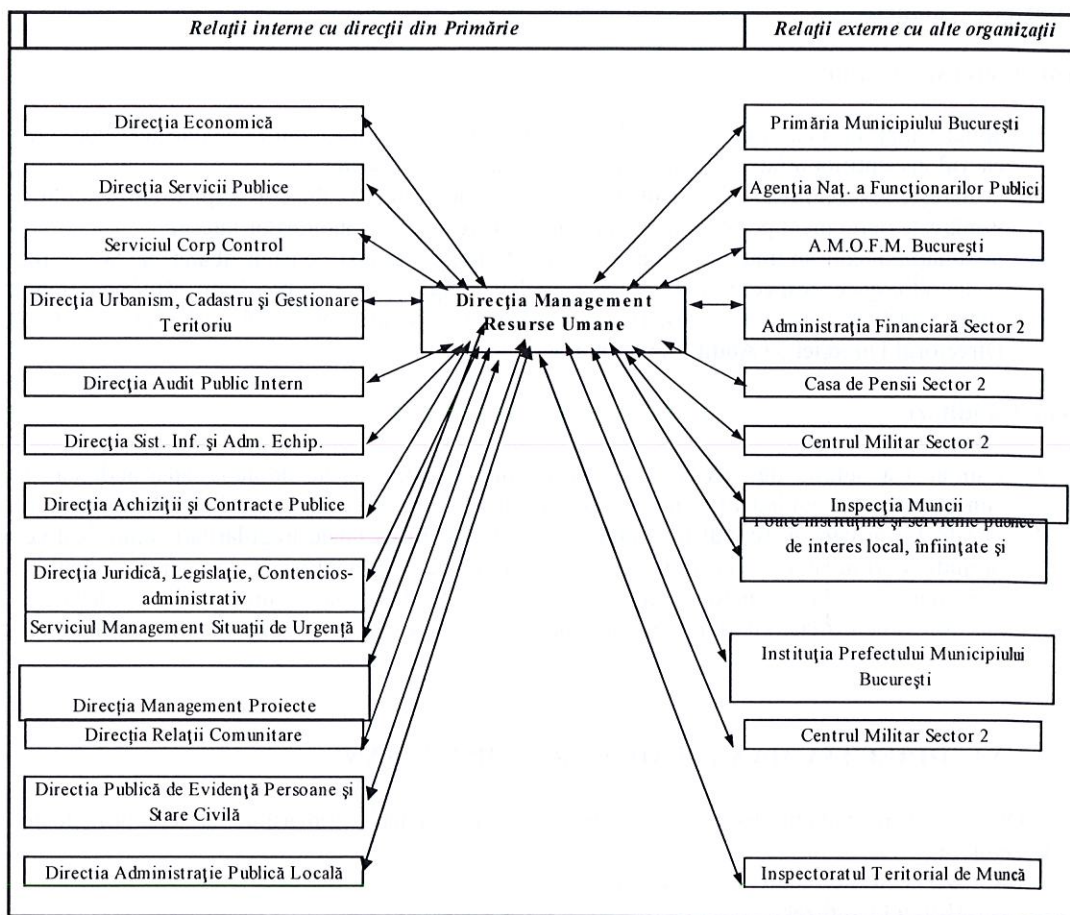 Relații interne cu direcții din Primărie
Relații externe cu alte organizații
Direcția Economică
Direcția Servicii Publice
Serviciul Corp Control
Direcția Urbanism, Cadastru și Gestionare
Teritoriu
Direcția Audit Public Intern
Direcția Sist. Inf. și Adm. Echip.
Direcția Achiziții și Contracte Publice
Direcția Juridică, Legislație, Contencios-
administrativ
Serviciul Management Situații de Urgență
Direcția Management Proiecte
Direcția Relații Comunitare
Directia Publică de Evidență Persoane și
Stare Civilă
Directia Administrație Publică Locală
Direcția Management
Resurse Umane
Primăria Municipiului București
Agenția Naț. a Funcționarilor Publici
A.M.O.F.M. București
Administrația Financiară Sector 2
Casa de Pensii Sector 2
Centrul Militar Sector 2
Inspecția Muncii
și publice
de interes local, înființate și
Instituția Prefectului Municipiului
București
Centrul Militar Sector 2
Inspectoratul Teritorial de Muncă